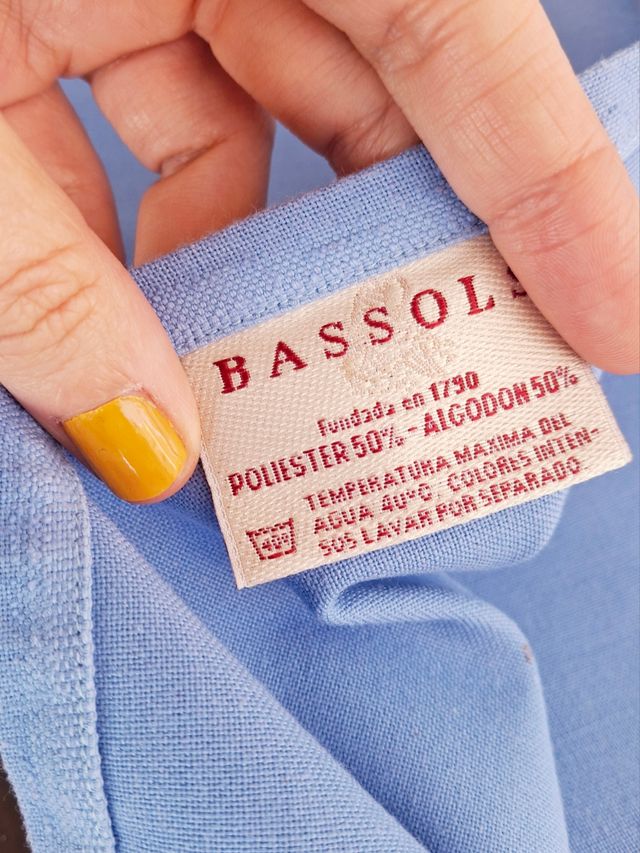 BASSOLS
Fundada en 1790
POLIESTER 50% - ALGODON 50%
TEMPERATURA MAXIMA DEL
AGUA 40ºC. COLORES INTEN-
SOS LAVAR POR SEPARADO
40º